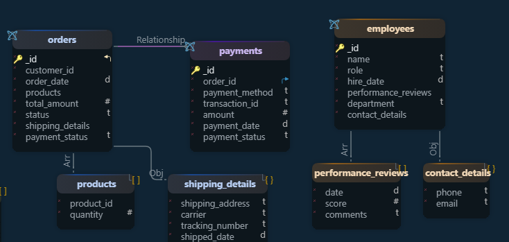 orders
_id
customer_id
order_date d
products
total_amount #
status t
shipping_details
payment_status t
Relationship
payments
_id
order_id
payment_method t
transaction_id t
amount #
payment_date d
payment_status t
employees
_id
name t
role t
hire_date d
performance_reviews
department t
contact_details
Arr
Obj
Arr
Obj
[ ]
products [ ]
product_id
quantity #
shipping_details { }
shipping_address t
carrier t
tracking_number t
shipped_date d
performance_reviews [ ]
date d
score #
comments t
contact_details { }
phone t
email t